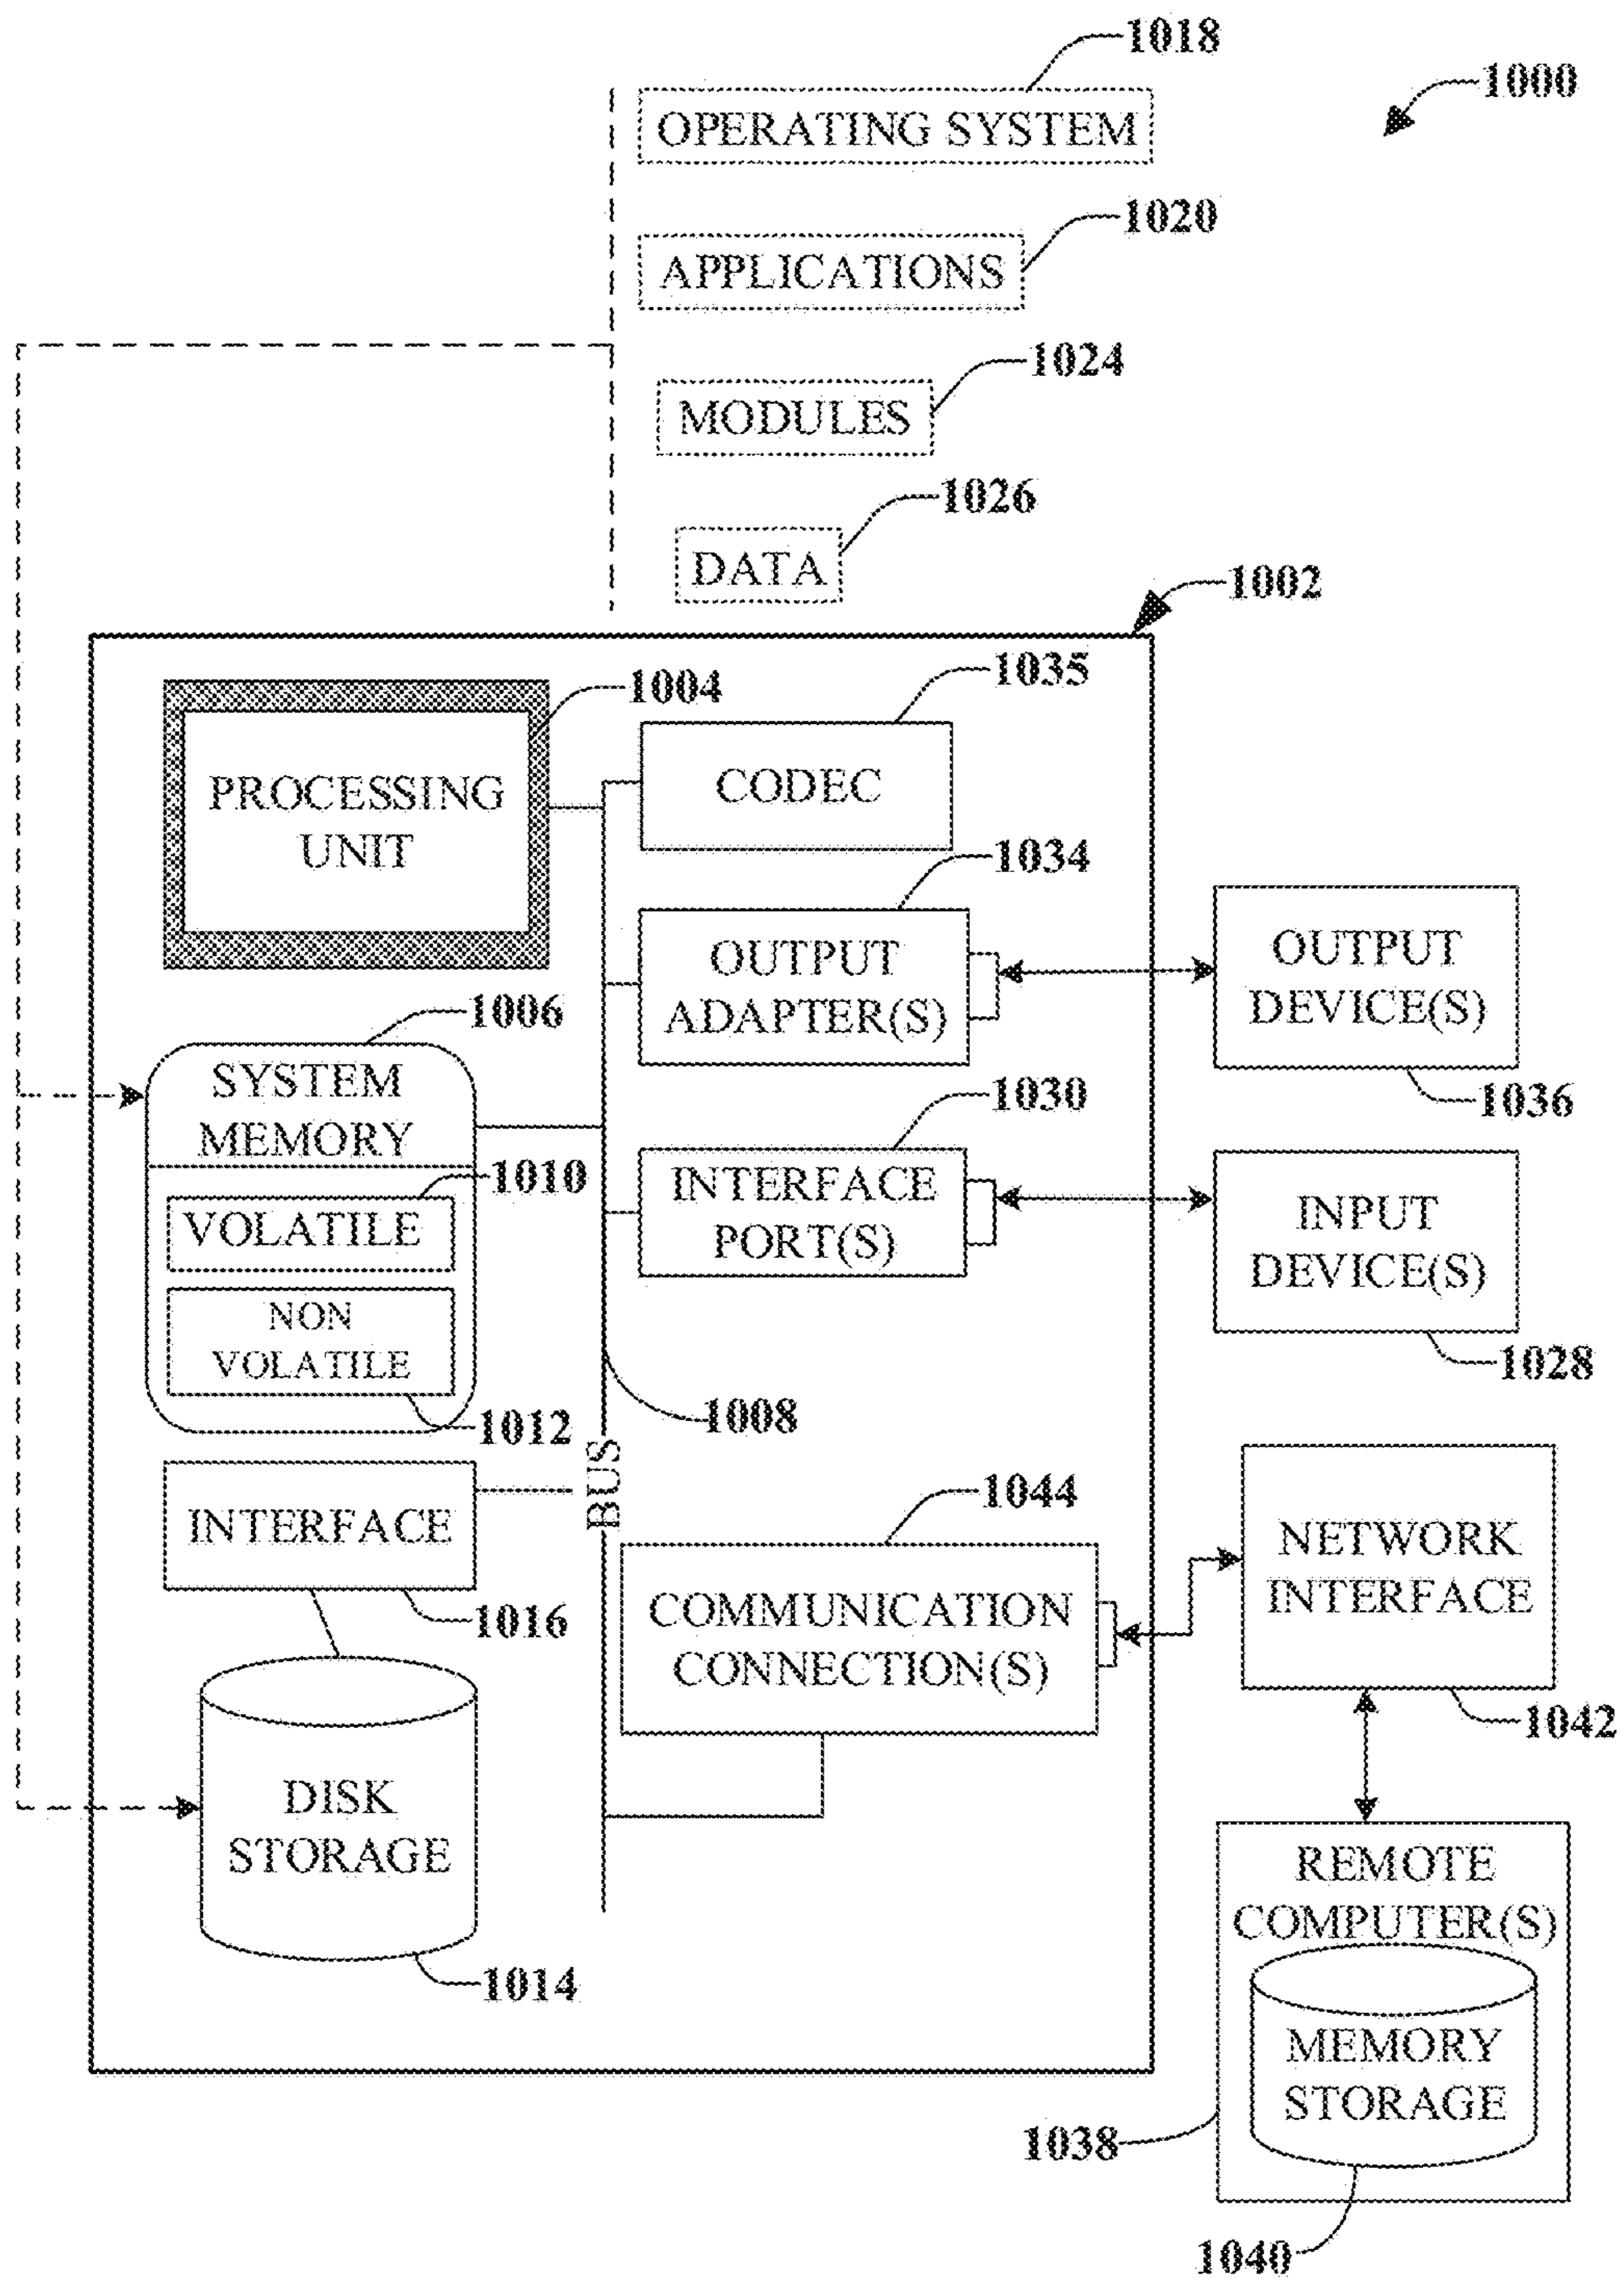 1018
1000
OPERATING SYSTEM
1020
APPLICATIONS
1024
MODULES
1026
DATA
1002
1035
1004
CODEC
PROCESSING
UNIT
1034
OUTPUT
ADAPTER(S)
OUTPUT
DEVICE(S)
1036
1006
SYSTEM
MEMORY
1010
VOLATILE
NON
VOLATILE
1012
1030
INTERFACE
PORT(S)
INPUT
DEVICE(S)
1028
1008
BUS
INTERFACE
1016
1044
COMMUNICATION
CONNECTION(S)
NETWORK
INTERFACE
1042
DISK
STORAGE
1014
REMOTE
COMPUTER(S)
MEMORY
STORAGE
1038
1040